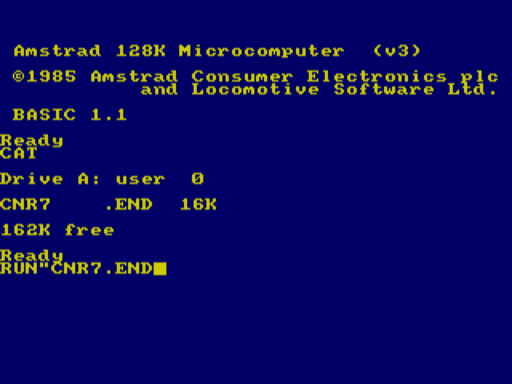 Amstrad 128K Microcomputer  (v3)
©1985 Amstrad Consumer Electronics plc
and Locomotive Software Ltd.
BASIC 1.1
Ready
CAT
Drive A: user  0
CNR7    .END  16K
162K free
Ready
RUN"CNR7.END